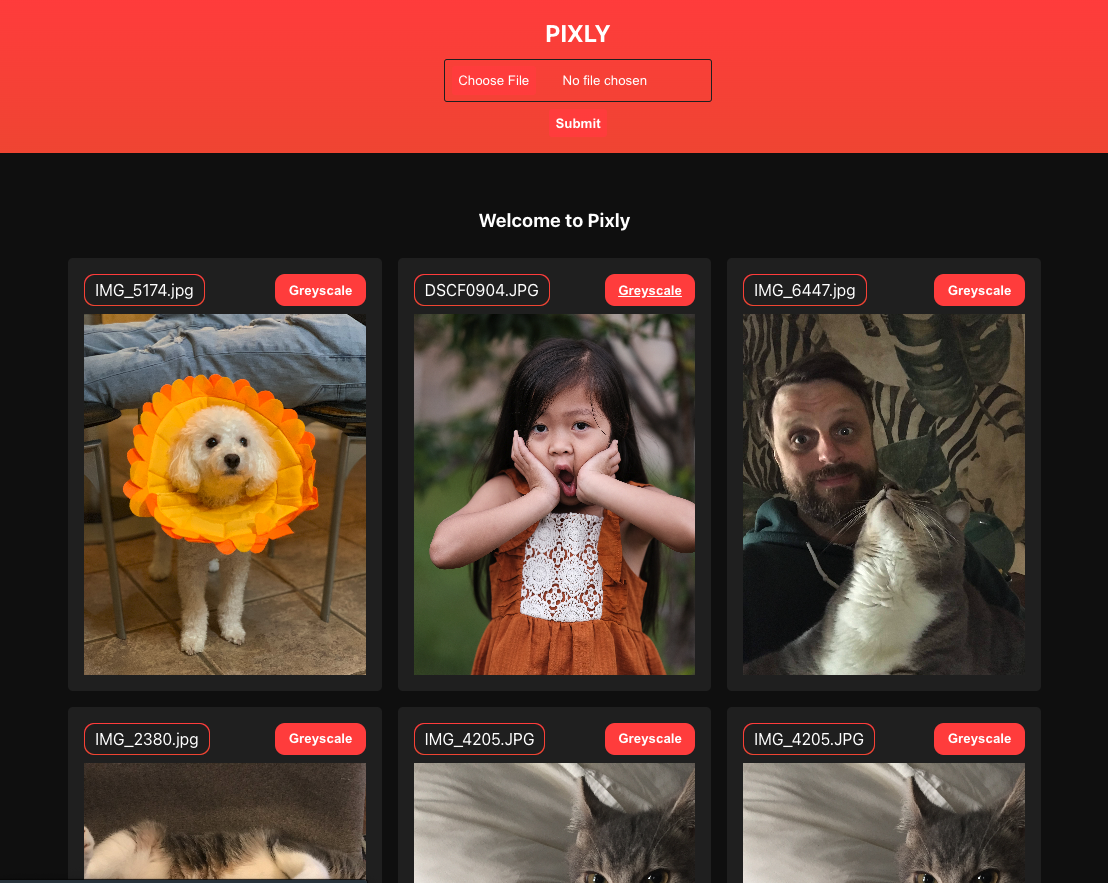 PIXLY
Choose File No file chosen
Submit
Welcome to Pixly
IMG_5174.jpg Greyscale
DSCF0904.JPG Greyscale
IMG_6447.jpg Greyscale
IMG_2380.jpg Greyscale
IMG_4205.JPG Greyscale
IMG_4205.JPG Greyscale